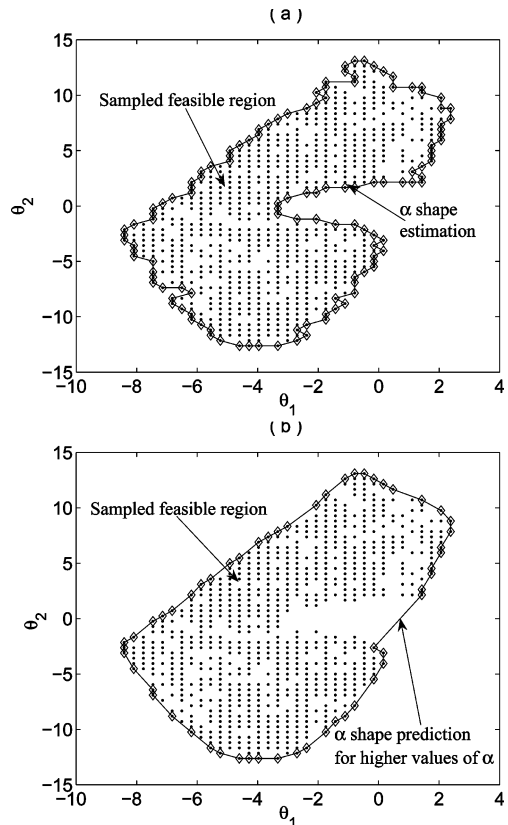 ( a )
15
10
5
0
−5
−10
−15
θ2
Sampled feasible region
α shape
estimation
−10 −8 −6 −4 −2 0 2 4
θ1
( b )
15
10
5
0
−5
−10
−15
θ2
Sampled feasible region
α shape prediction
for higher values of α
−10 −8 −6 −4 −2 0 2 4
θ1